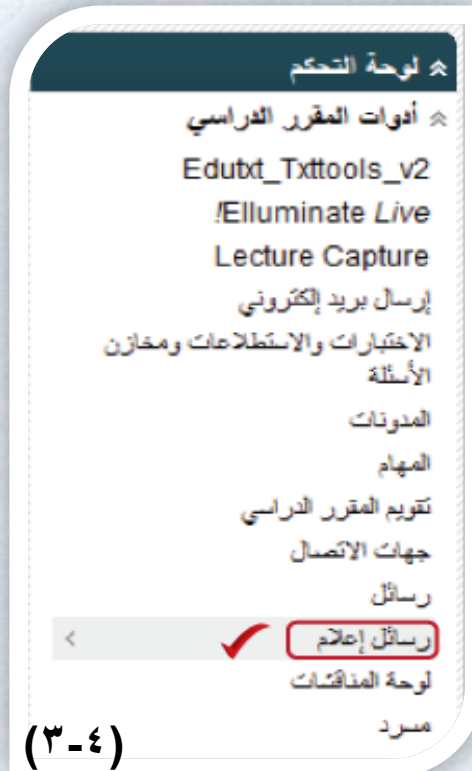 لوحة التحكم
أدوات المقرر الدراسي
Edutxt_Txttools_v2
!Elluminate Live
Lecture Capture
إرسال بريد إلكتروني
الاختبارات والاستطلاعات ومخازن
الأسئلة
المدونات
المهام
تقويم المقرر الدراسي
جهات الاتصال
رسائل
رسائل إعلام
لوحة المناقشات
مسرد
(٣-٤)